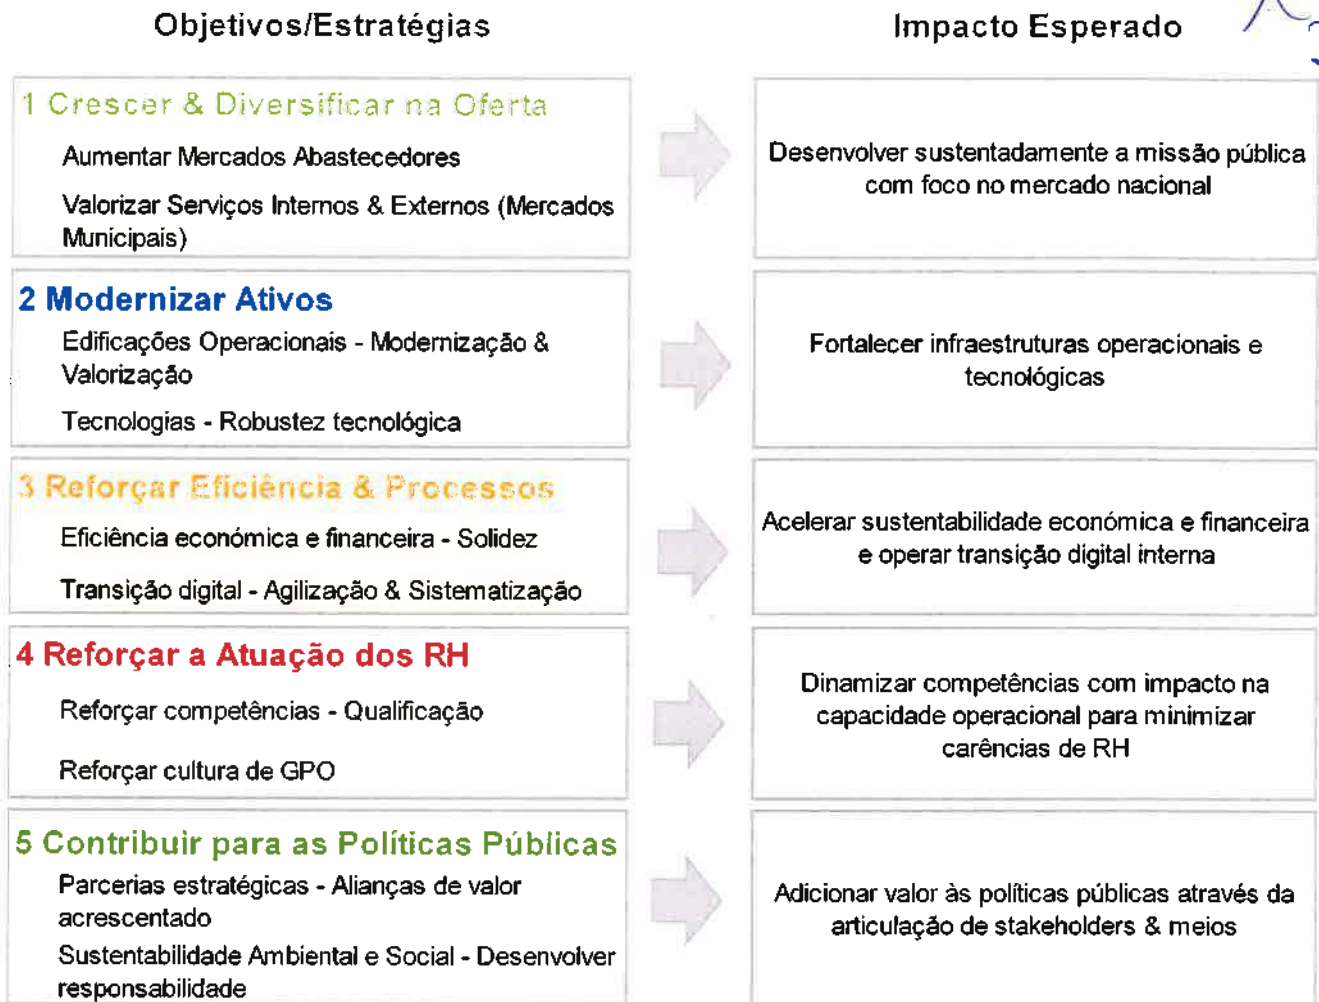 Objetivos/Estratégias
Impacto Esperado
1 Crescer & Diversificar na Oferta
Aumentar Mercados Abastecedores
Valorizar Serviços Internos & Externos (Mercados
Municipais)
Desenvolver sustentadamente a missão pública
com foco no mercado nacional
2 Modernizar Ativos
Edificações Operacionais - Modernização &
Valorização
Tecnologias - Robustez tecnológica
Fortalecer infraestruturas operacionais e
tecnológicas
3 Reforçar Eficiência & Processos
Eficiência económica e financeira - Solidez
Transição digital - Agilização & Sistematização
Acelerar sustentabilidade económica e financeira
e operar transição digital interna
4 Reforçar a Atuação dos RH
Reforçar competências - Qualificação
Reforçar cultura de GPO
Dinamizar competências com impacto na
capacidade operacional para minimizar
carências de RH
5 Contribuir para as Políticas Públicas
Parcerias estratégicas - Alianças de valor
acrescentado
Sustentabilidade Ambiental e Social - Desenvolver
responsabilidade
Adicionar valor às políticas públicas através da
articulação de stakeholders & meios